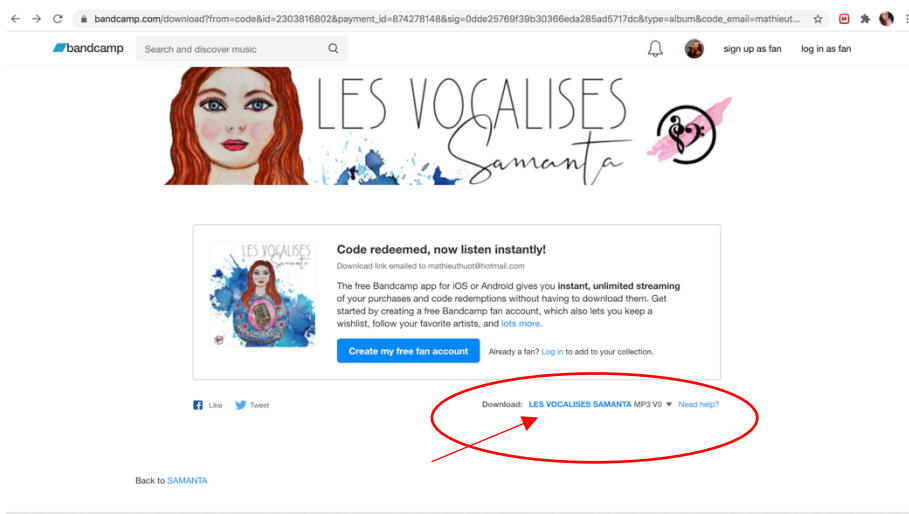 bandcamp.com/download?from=code&id=2303816802&payment_id=874278148&sig=0dde25769f39b30366eda285ad5717dc&type=album&code_email=mathieut...
bandcamp Search and discover music sign up as fan log in as fan
LES VOCALISES
Samanta
LES VOCALISES
Samanta
Code redeemed, now listen instantly!
Download link emailed to mathieuthuot@hotmail.com
The free Bandcamp app for iOS or Android gives you instant, unlimited streaming
of your purchases and code redemptions without having to download them. Get
started by creating a free Bandcamp fan account, which also lets you keep a
wishlist, follow your favorite artists, and lots more.
Create my free fan account Already a fan? Log in to add to your collection.
Like Tweet Download: LES VOCALISES SAMANTA MP3 V0 Need help?
Back to SAMANTA